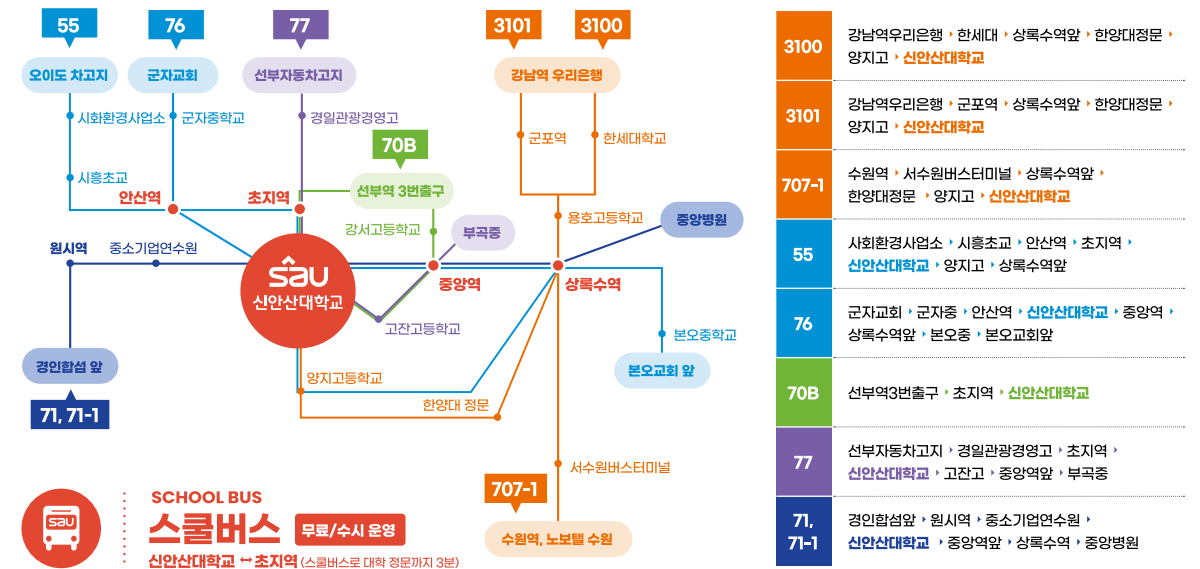 55
76
77
3101
3100
오이도 차고지
군자교회
선부자동차고지
강남역 우리은행
시화환경사업소
군자중학교
경일관광경영고
군포역
한세대학교
70B
시흥초교
안산역
초지역
선부역 3번출구
용호고등학교
중앙병원
강서고등학교
부곡중
원시역
중소기업연수원
sau
신안산대학교
중앙역
상록수역
고잔고등학교
본오중학교
경인합섬 앞
본오교회 앞
양지고등학교
한양대 정문
71, 71-1
서수원버스터미널
707-1
수원역, 노보텔 수원
sau
SCHOOL BUS
스쿨버스
무료/수시 운영
신안산대학교 ↔ 초지역 (스쿨버스로 대학 정문까지 3분)
3100
강남역우리은행 ▸ 한세대 ▸ 상록수역앞 ▸ 한양대정문 ▸
양지고 ▸ 신안산대학교
3101
강남역우리은행 ▸ 군포역 ▸ 상록수역앞 ▸ 한양대정문 ▸
양지고 ▸ 신안산대학교
707-1
수원역 ▸ 서수원버스터미널 ▸ 상록수역앞 ▸
한양대정문 ▸ 양지고 ▸ 신안산대학교
55
사회환경사업소 ▸ 시흥초교 ▸ 안산역 ▸ 초지역 ▸
신안산대학교 ▸ 양지고 ▸ 상록수역앞
76
군자교회 ▸ 군자중 ▸ 안산역 ▸ 신안산대학교 ▸ 중앙역 ▸
상록수역앞 ▸ 본오중 ▸ 본오교회앞
70B
선부역3번출구 ▸ 초지역 ▸ 신안산대학교
77
선부자동차고지 ▸ 경일관광경영고 ▸ 초지역 ▸
신안산대학교 ▸ 고잔고 ▸ 중앙역앞 ▸ 부곡중
71,
71-1
경인합섬앞 ▸ 원시역 ▸ 중소기업연수원 ▸
신안산대학교 ▸ 중앙역앞 ▸ 상록수역 ▸ 중앙병원